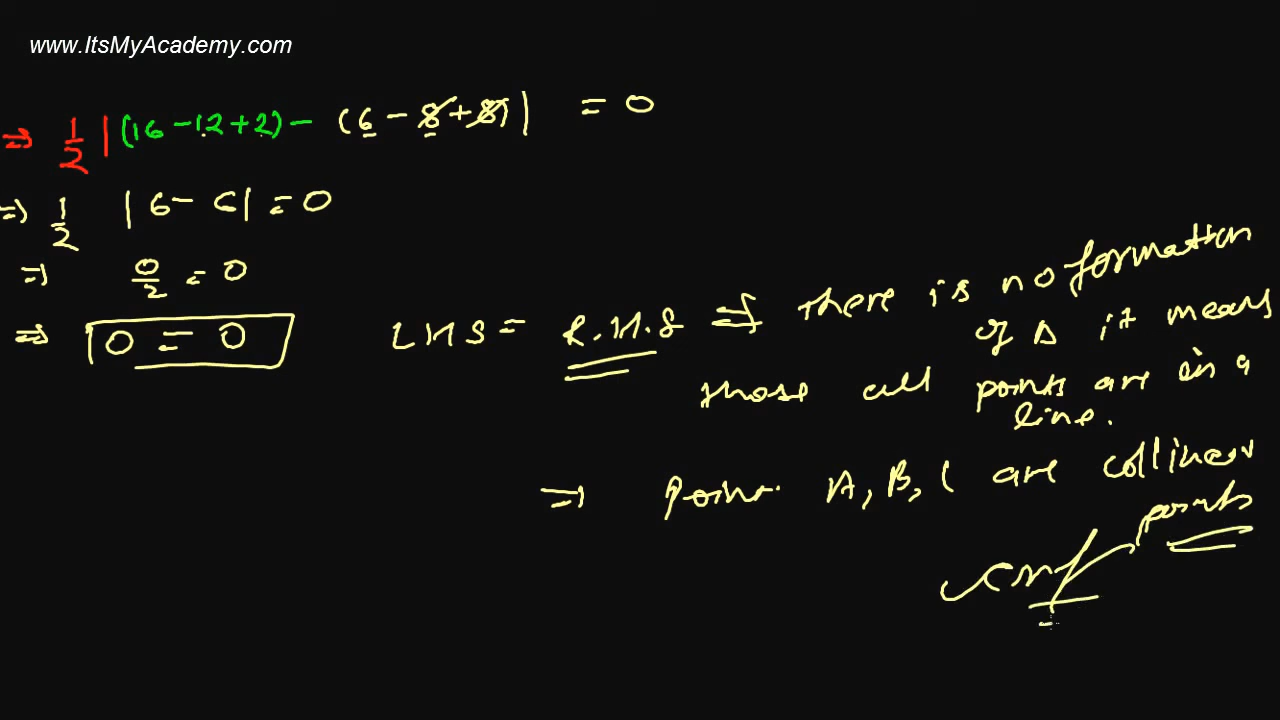 www.ItsMyAcademy.com
⇒ 1/2 |(16 - 12 + 2) - (6 - 8 + 8)| = 0
⇒ 1/2 |6 - 6| = 0
⇒ 0/2 = 0
⇒ 0 = 0 LHS = R.H.S ⇒ there is no formation
of Δ it means
those all points are in a
line.
⇒ Point A, B, C are collinear
points